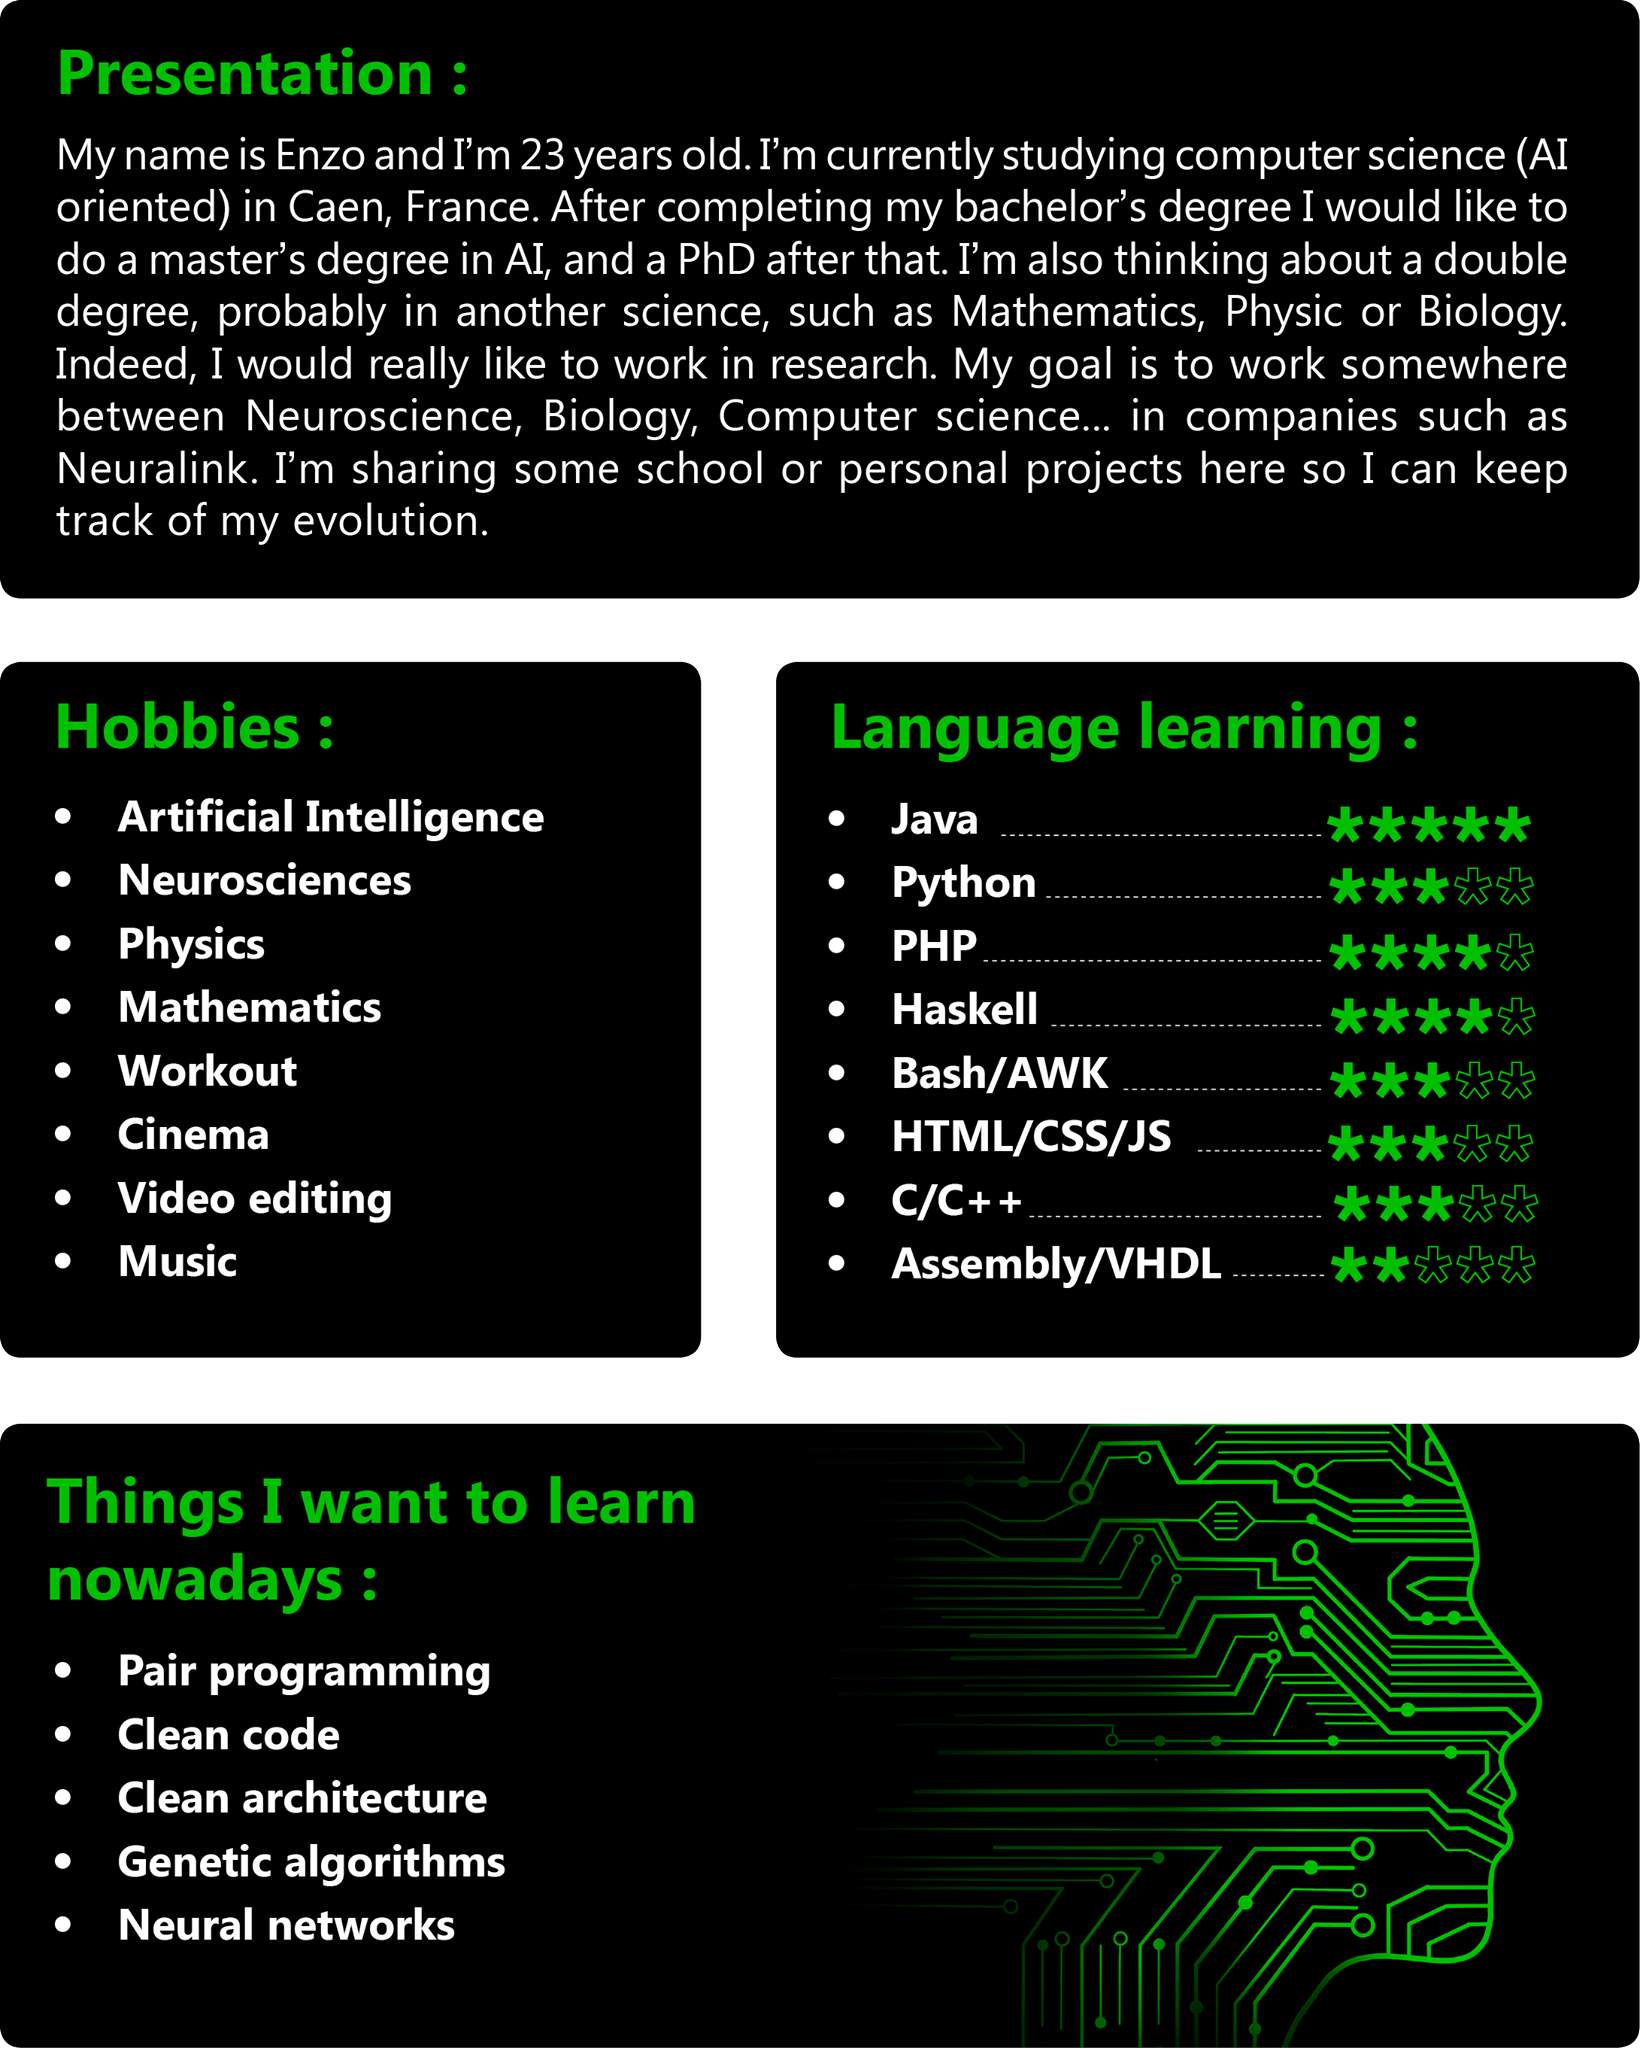 Presentation :
My name is Enzo and I’m 23 years old. I’m currently studying computer science (AI
oriented) in Caen, France. After completing my bachelor’s degree I would like to
do a master’s degree in AI, and a PhD after that. I’m also thinking about a double
degree, probably in another science, such as Mathematics, Physic or Biology.
Indeed, I would really like to work in research. My goal is to work somewhere
between Neuroscience, Biology, Computer science... in companies such as
Neuralink. I’m sharing some school or personal projects here so I can keep
track of my evolution.
Hobbies :
• Artificial Intelligence
• Neurosciences
• Physics
• Mathematics
• Workout
• Cinema
• Video editing
• Music
Language learning :
• Java
• Python
• PHP
• Haskell
• Bash/AWK
• HTML/CSS/JS
• C/C++
• Assembly/VHDL
Things I want to learn
nowadays :
• Pair programming
• Clean code
• Clean architecture
• Genetic algorithms
• Neural networks